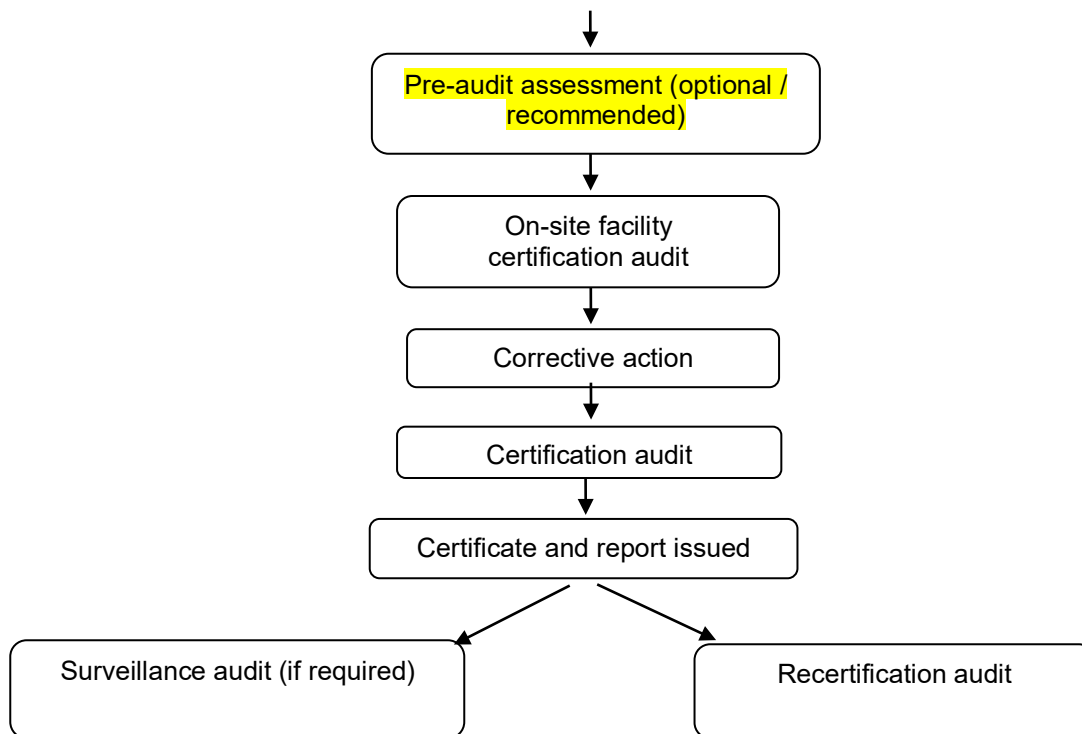 Pre-audit assessment (optional /
recommended)
On-site facility
certification audit
Corrective action
Certification audit
Certificate and report issued
Surveillance audit (if required)
Recertification audit